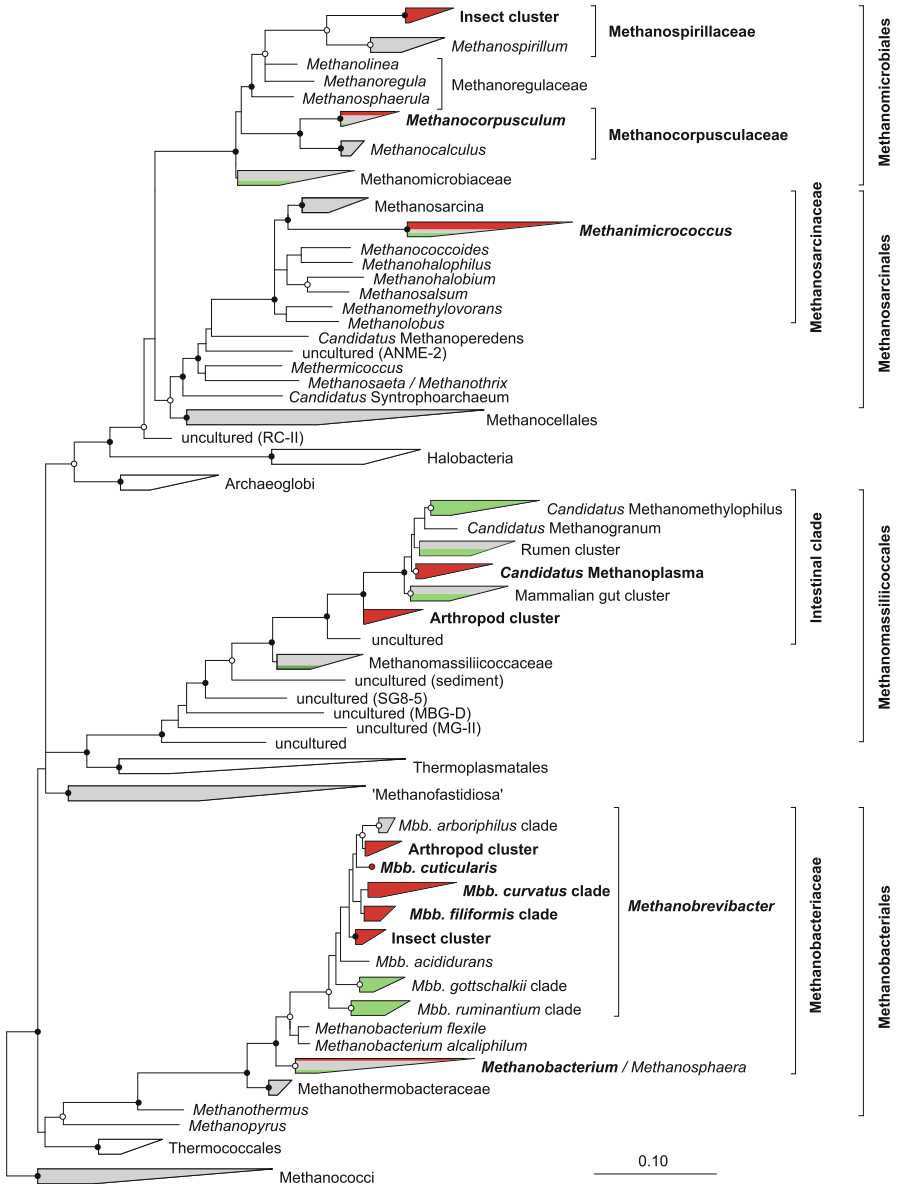 Insect cluster
Methanospirillaceae
Methanospirillum
Methanolinea
Methanoregula
Methanoregulaceae
Methanosphaerula
Methanocorpusculum
Methanocorpusculaceae
Methanocalculus
Methanomicrobiaceae
Methanomicrobiales
Methanosarcina
Methanimicrococcus
Methanococcoides
Methanohalophilus
Methanohalobium
Methanosalsum
Methanomethylovorans
Methanolobus
Methanosarcinaceae
Candidatus Methanoperedens
uncultured (ANME-2)
Methermicoccus
Methanosaeta / Methanothrix
Candidatus Syntrophoarchaeum
Methanosarcinales
Methanocellales
uncultured (RC-II)
Halobacteria
Archaeoglobi
Candidatus Methanomethylophilus
Candidatus Methanogranum
Rumen cluster
Candidatus Methanoplasma
Mammalian gut cluster
Arthropod cluster
uncultured
Intestinal clade
Methanomassiliicoccaceae
uncultured (sediment)
uncultured (SG8-5)
uncultured (MBG-D)
uncultured (MG-II)
uncultured
Methanomassiliicoccales
Thermoplasmatales
'Methanofastidiosa'
Mbb. arboriphilus clade
Arthropod cluster
Mbb. cuticularis
Mbb. curvatus clade
Mbb. filiformis clade
Insect cluster
Mbb. acididurans
Mbb. gottschalkii clade
Mbb. ruminantium clade
Methanobrevibacter
Methanobacterium flexile
Methanobacterium alcaliphilum
Methanobacterium / Methanosphaera
Methanobacteriaceae
Methanothermobacteraceae
Methanothermus
Methanobacteriales
Methanopyrus
Thermococcales
Methanococci
0.10